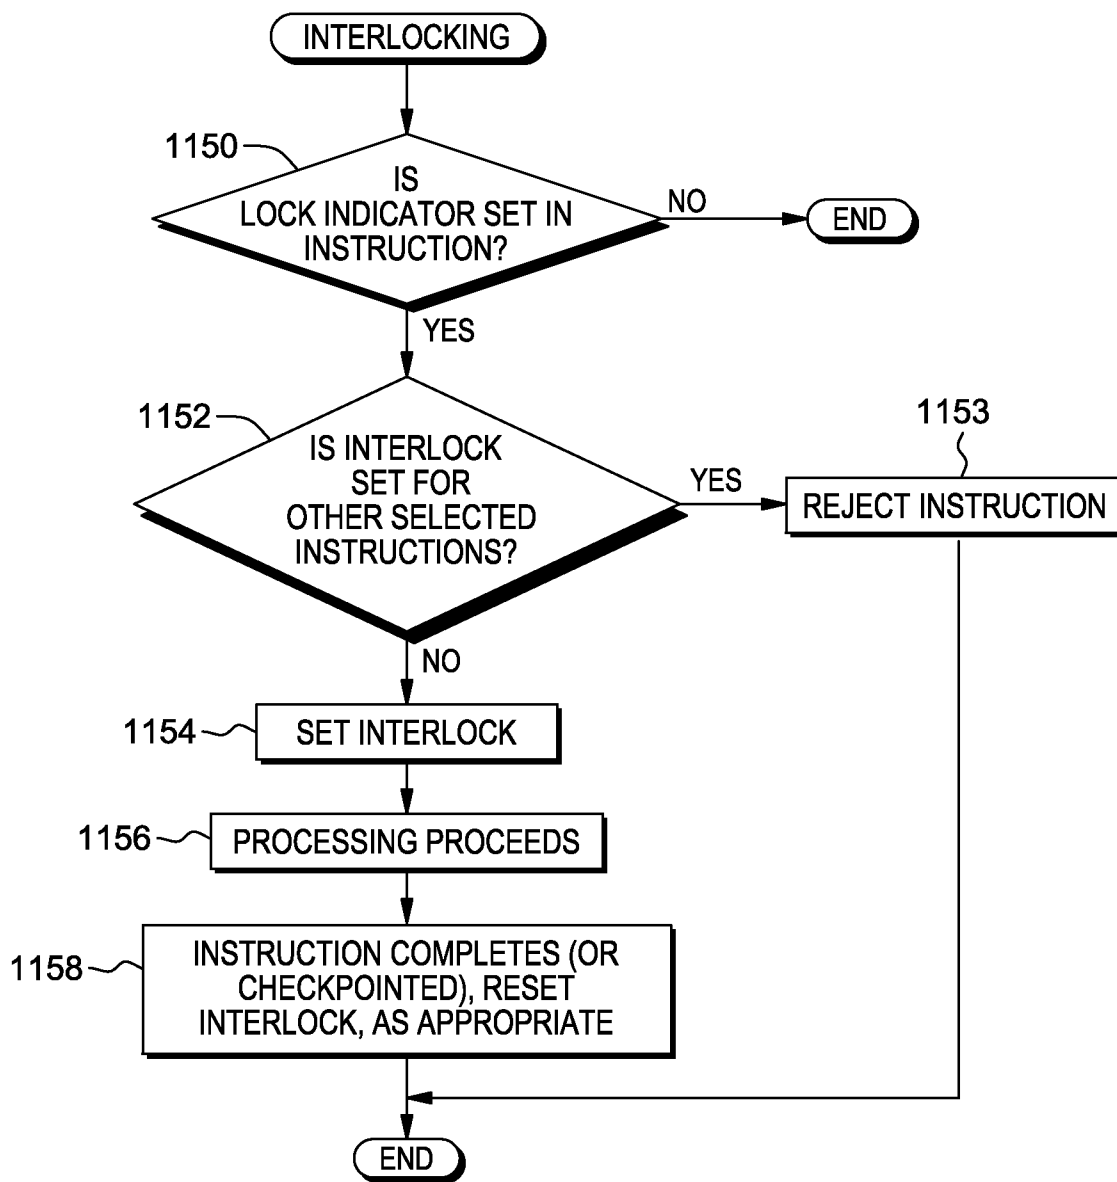 INTERLOCKING
1150
IS
LOCK INDICATOR SET IN
INSTRUCTION?
NO
END
YES
1152
IS INTERLOCK
SET FOR
OTHER SELECTED
INSTRUCTIONS?
YES
1153
REJECT INSTRUCTION
NO
1154
SET INTERLOCK
1156
PROCESSING PROCEEDS
1158
INSTRUCTION COMPLETES (OR
CHECKPOINTED), RESET
INTERLOCK, AS APPROPRIATE
END